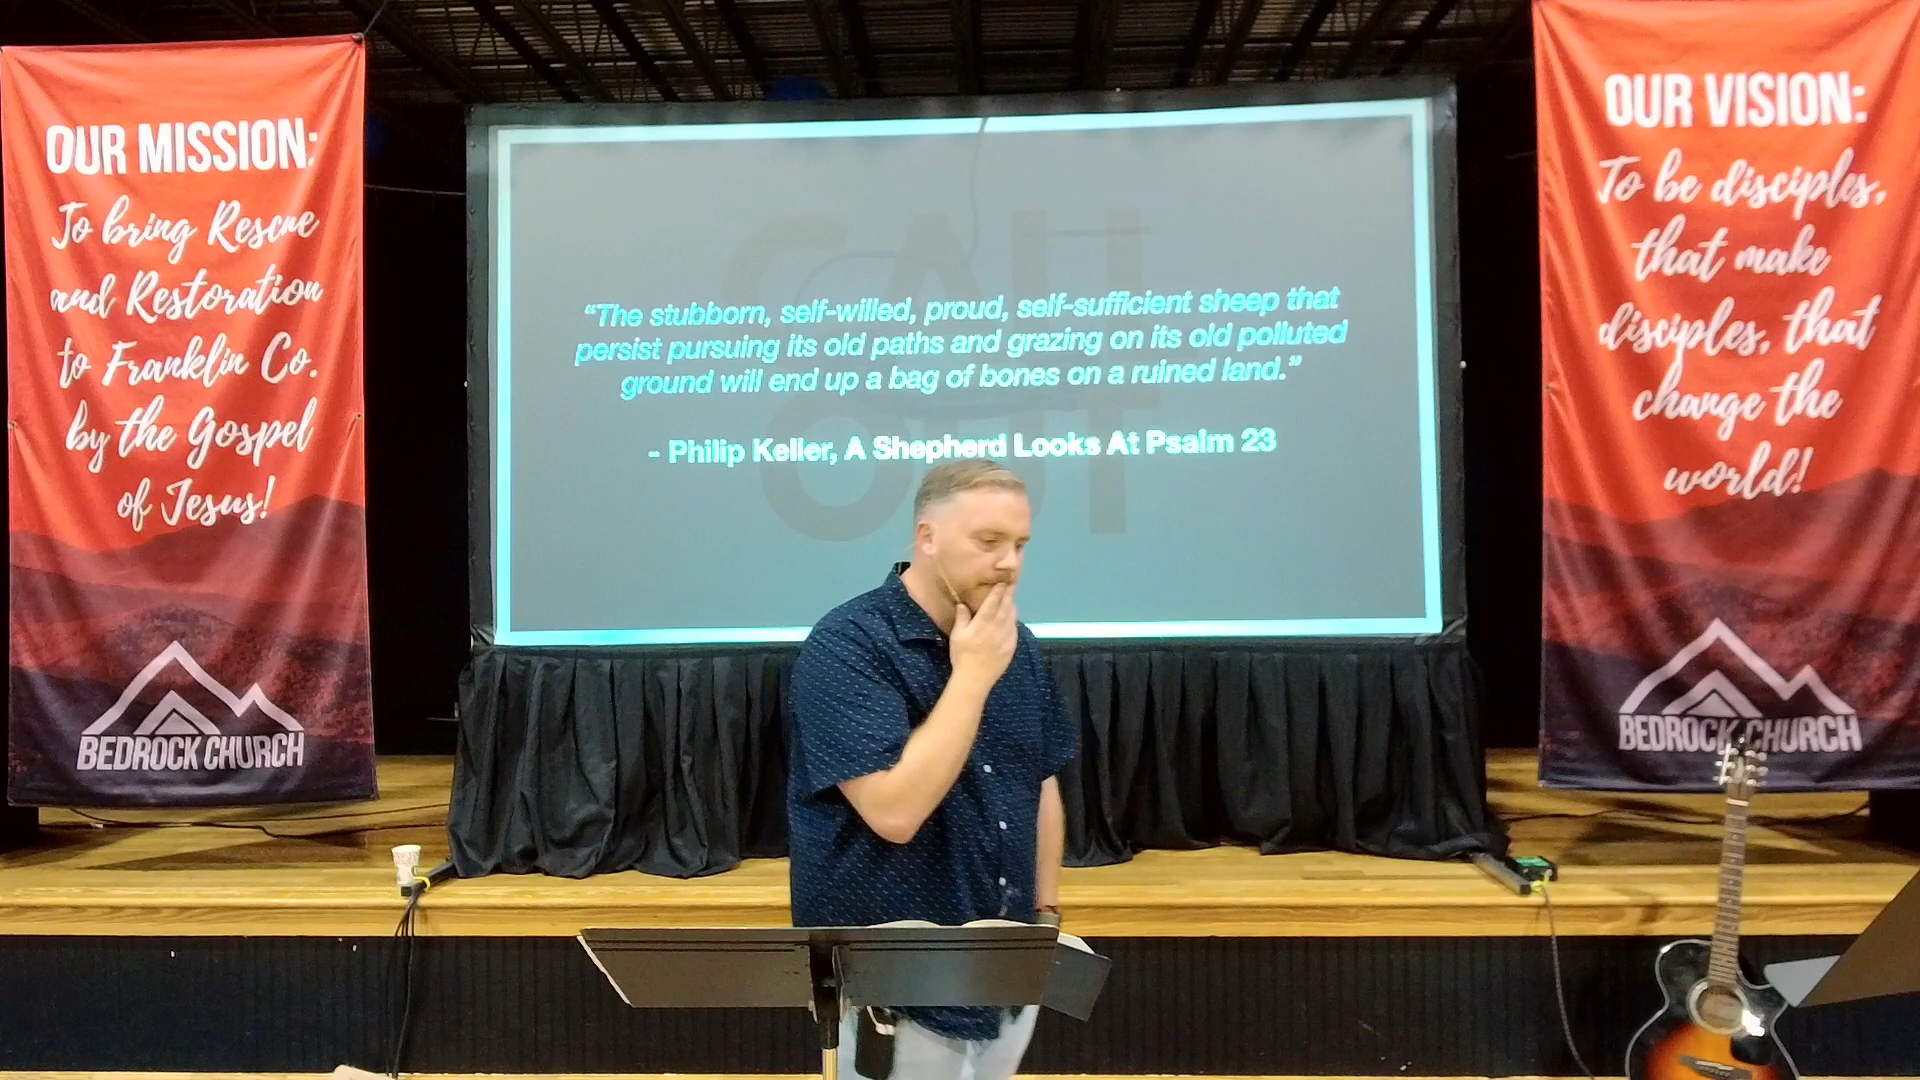 OUR MISSION:
To bring Rescue
and Restoration
to Franklin Co.
by the Gospel
of Jesus!
BEDROCK CHURCH
CALL
OUT
“The stubborn, self-willed, proud, self-sufficient sheep that
persist pursuing its old paths and grazing on its old polluted
ground will end up a bag of bones on a ruined land.”
- Philip Keller, A Shepherd Looks At Psalm 23
OUR VISION:
To be disciples,
that make
disciples, that
change the
world!
BEDROCK CHURCH